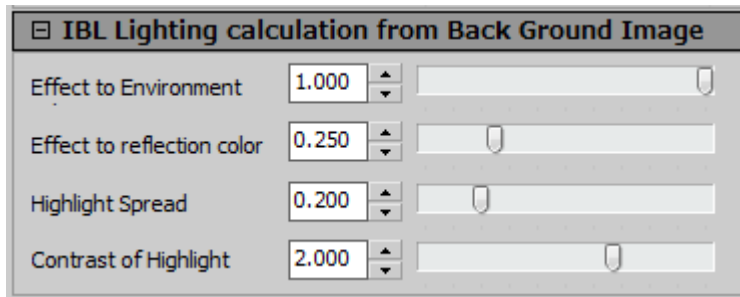 IBL Lighting calculation from Back Ground Image
Effect to Environment 1.000
Effect to reflection color 0.250
Highlight Spread 0.200
Contrast of Highlight 2.000